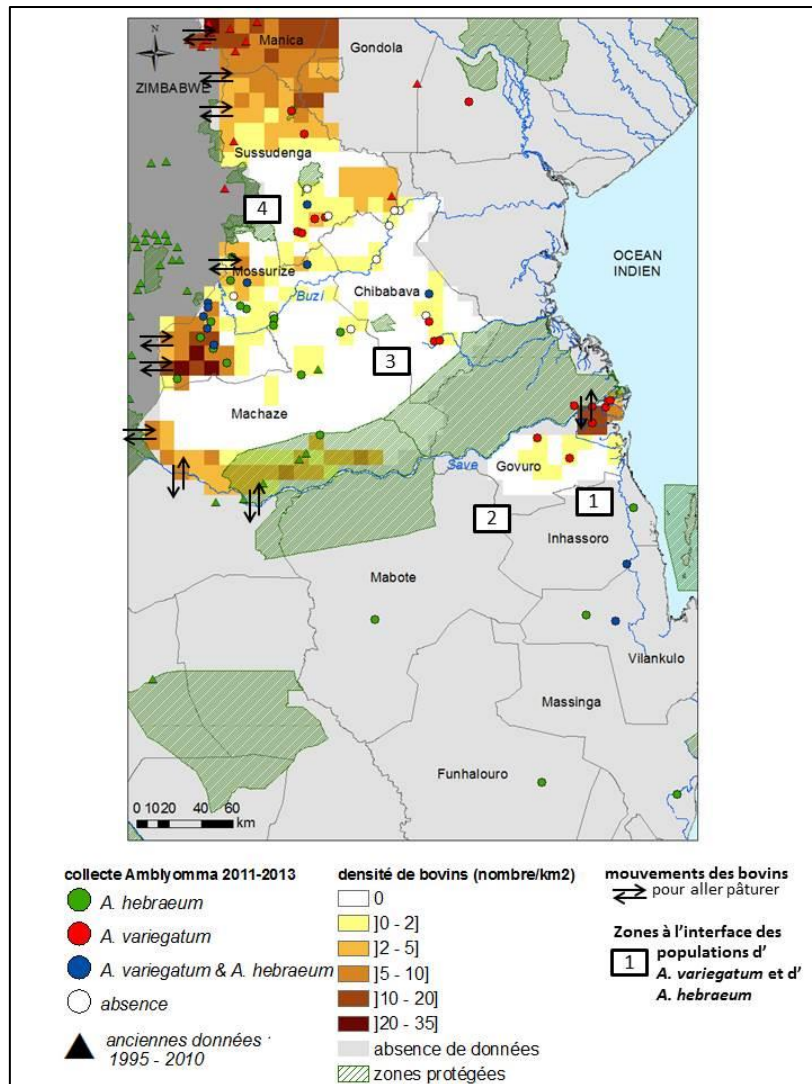 N
Manica
Gondola
ZIMBABWE
Sussudenga
4
OCEAN
INDIEN
Mossurize
Buzi
Chibabava
3
Machaze
Save
Govuro
1
2
Inhassoro
Mabote
Vilankulo
Massinga
Funhalouro
0 10 20 40 60
km
collecte Amblyomma 2011-2013
A. hebraeum
A. variegatum
A. variegatum & A. hebraeum
absence
anciennes données :
1995 - 2010
densité de bovins (nombre/km2)
0
]0 - 2]
]2 - 5]
]5 - 10]
]10 - 20]
]20 - 35]
absence de données
zones protégées
mouvements des bovins
pour aller pâturer
Zones à l’interface des
populations d’
1
A. variegatum et d’
A. hebraeum